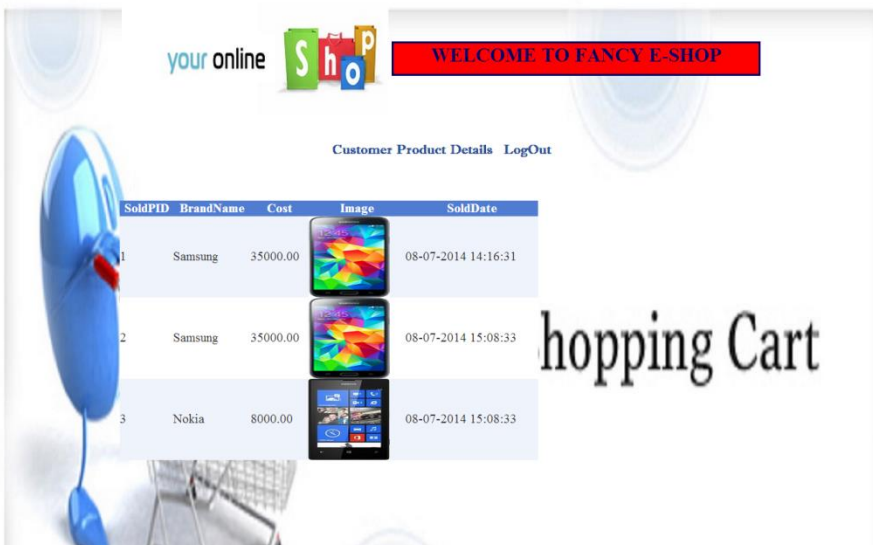 your online Shop
WELCOME TO FANCY E-SHOP
Customer Product Details LogOut
SoldPID BrandName Cost Image SoldDate
1 Samsung 35000.00 08-07-2014 14:16:31
2 Samsung 35000.00 08-07-2014 15:08:33
3 Nokia 8000.00 08-07-2014 15:08:33
hopping Cart